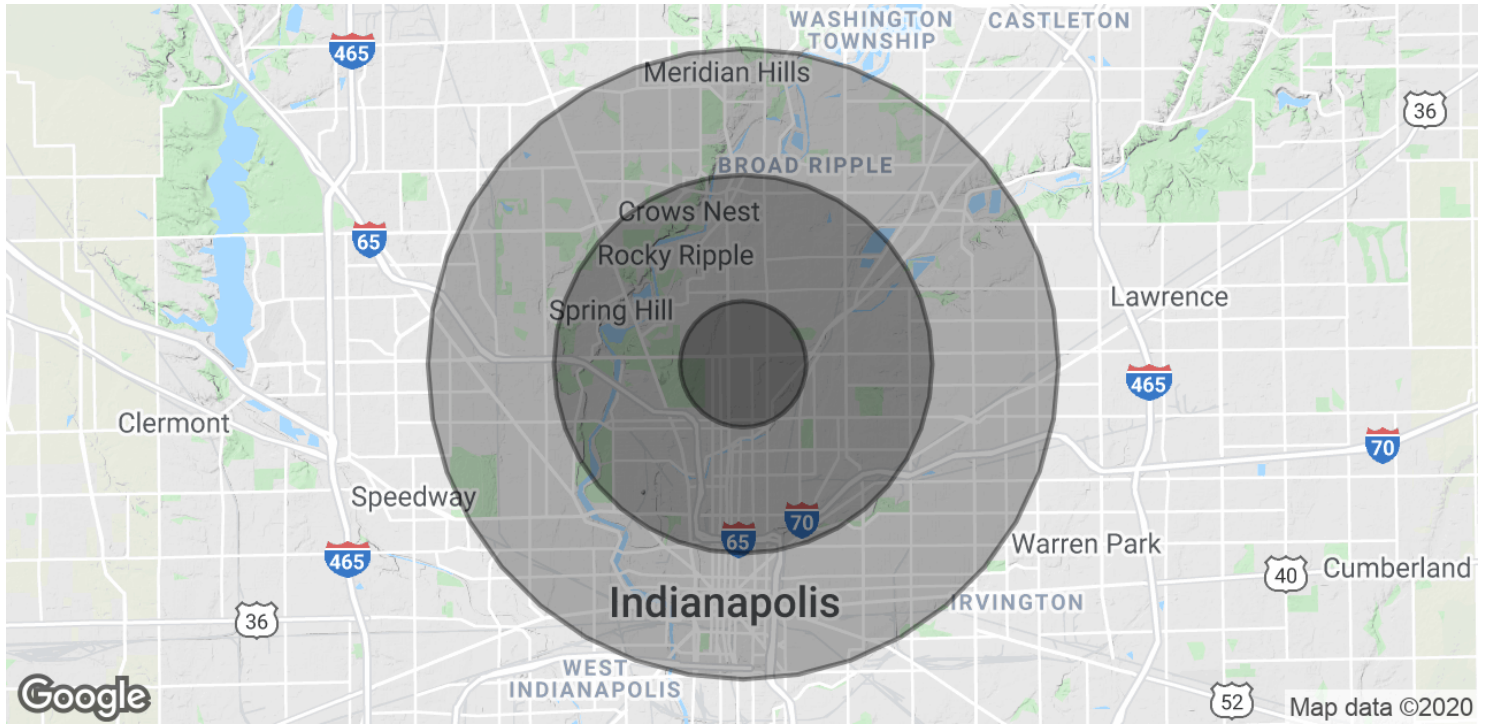 WASHINGTON
TOWNSHIP
CASTLETON
465
Meridian Hills
36
BROAD RIPPLE
Crows Nest
65
Rocky Ripple
Lawrence
Spring Hill
465
Clermont
70
Speedway
70
65
Warren Park
465
40
Cumberland
Indianapolis
IRVINGTON
36
WEST
INDIANAPOLIS
Google
52
Map data ©2020